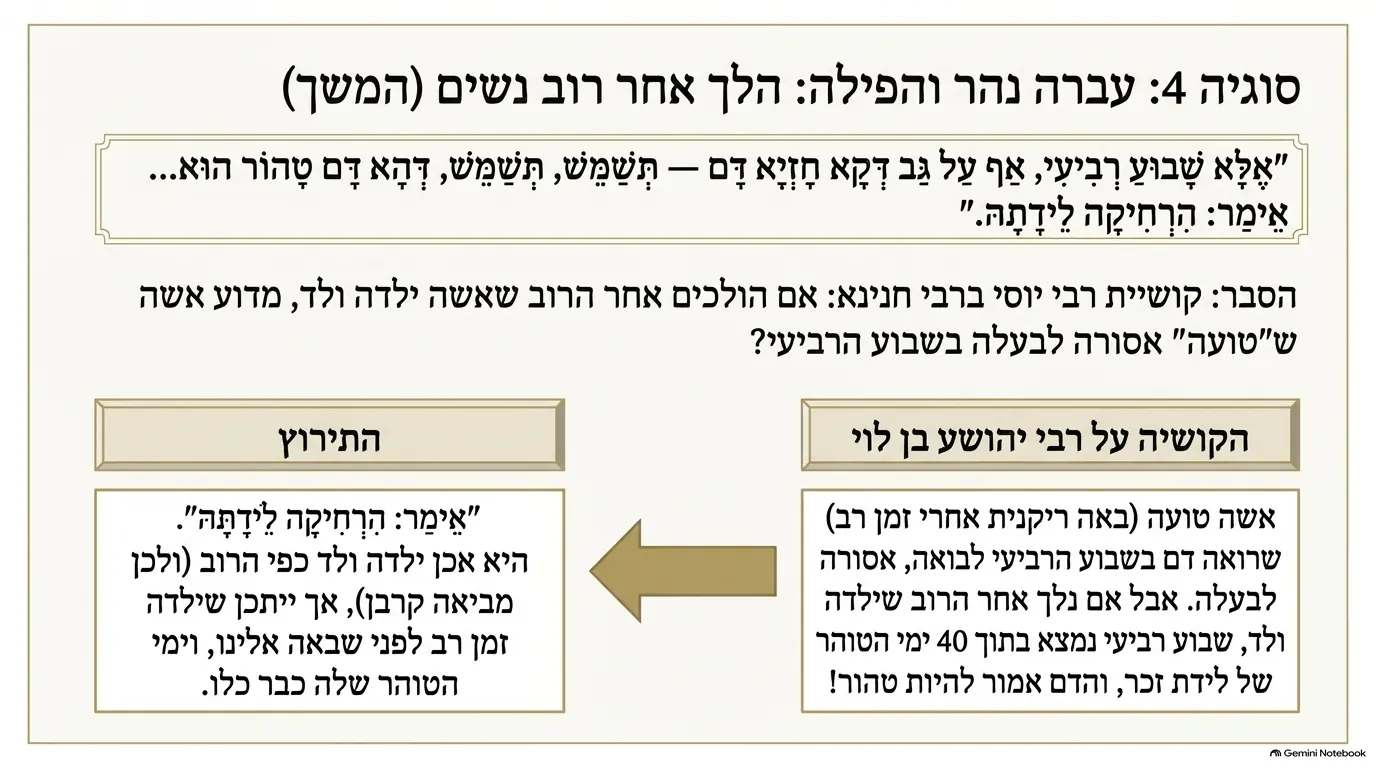 סוגיה 4: עברה נהר והפילה: הלך אחר רוב נשים (המשך)
"אֶלָּא שָׁבוּעַ רְבִיעִי, אַף עַל גַּב דְּקָא חָזְיָא דָּם — תְּשַׁמֵּשׁ, תְּשַׁמֵּשׁ, דְּהָא דָּם טָהוֹר הוּא...
אֵימַר: הִרְחִיקָה לֵידָתָהּ."
הסבר: קושיית רבי יוסי ברבי חנינא: אם הולכים אחר הרוב שאשה ילדה ולד, מדוע אשה
ש"טועה" אסורה לבעלה בשבוע הרביעי?
הקושיה על רבי יהושע בן לוי
אשה טועה (באה ריקנית אחרי זמן רב)
שרואה דם בשבוע הרביעי לבואה, אסורה
לבעלה. אבל אם נלך אחר הרוב שילדה
ולד, שבוע רביעי נמצא בתוך 40 ימי הטוהר
של לידת זכר, והדם אמור להיות טהור!
התירוץ
"אֵימַר: הִרְחִיקָה לֵידָתָּהּ".
היא אכן ילדה ולד כפי הרוב (ולכן
מביאה קרבן), אך ייתכן שילדה
זמן רב לפני שבאה אלינו, וימי
הטוהר שלה כבר כלו.
Gemini Notebook